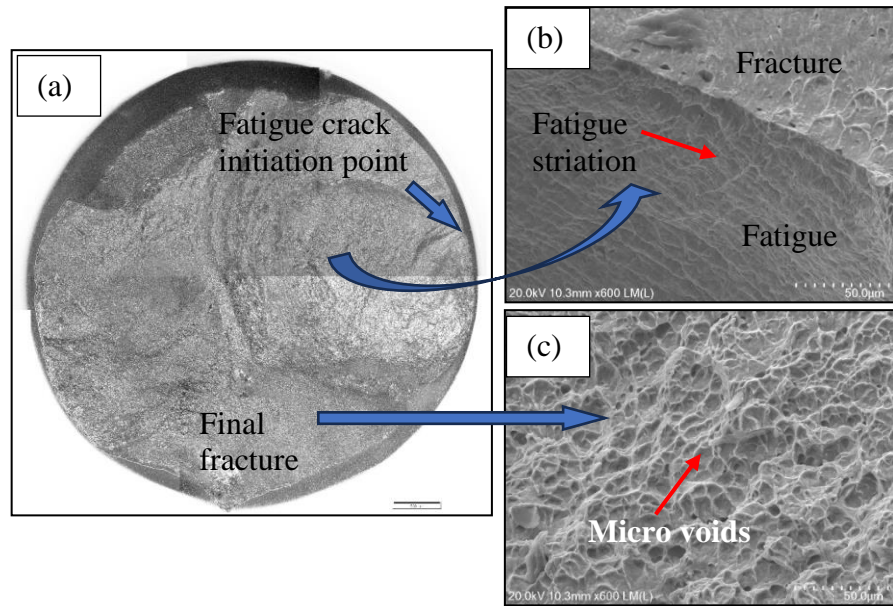 (a)
Fatigue crack
initiation point
Final
fracture
(b)
Fracture
Fatigue
striation
Fatigue
20.0kV 10.3mm x600 LM(L)
50.0µm
(c)
Micro voids
20.0kV 10.3mm x600 LM(L)
50.0µm